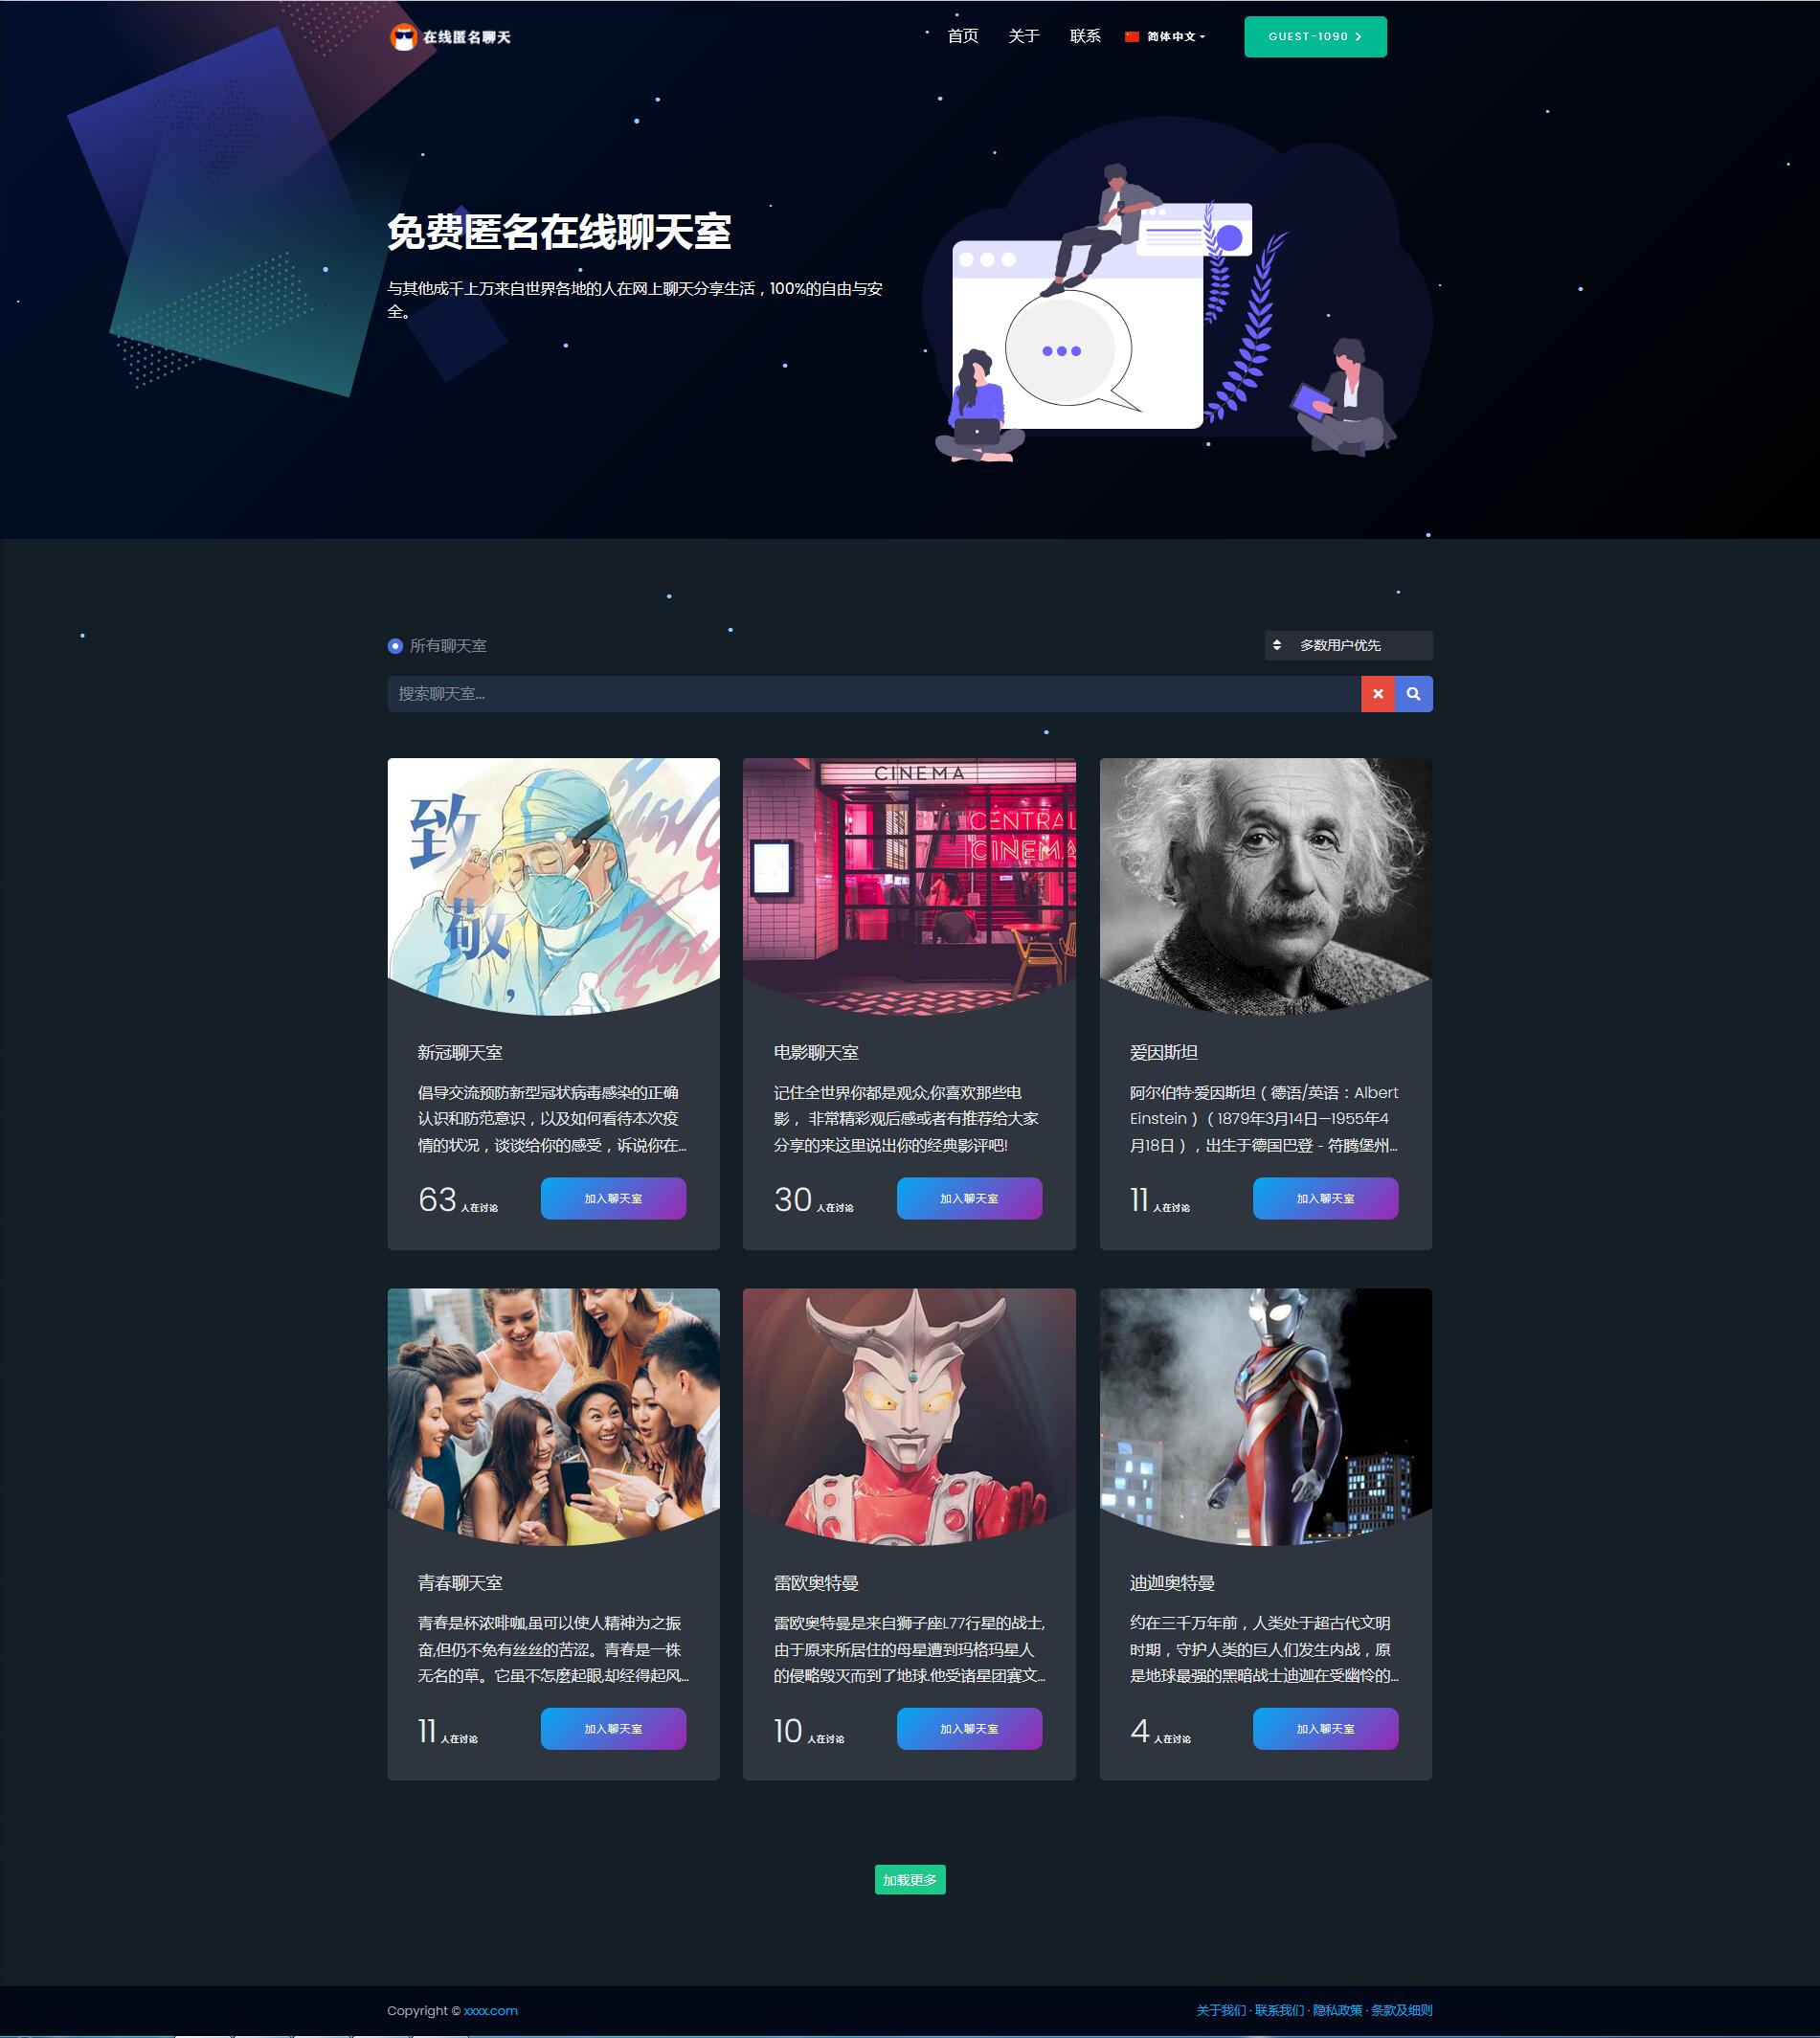 在线匿名聊天
首页 关于 联系 简体中文 GUEST-1090
免费匿名在线聊天室
与其他成千上万来自世界各地的人在网上聊天分享生活，100%的自由与安
全。
所有聊天室 多数用户优先
搜索聊天室...
致
敬
CINEMA
CENTRAL
CINEMA
新冠聊天室
倡导交流预防新型冠状病毒感染的正确
认识和防范意识，以及如何看待本次疫
情的状况，谈谈给你的感受，诉说你在...
63 人在讨论 加入聊天室
电影聊天室
记住全世界你都是观众,你喜欢那些电
影， 非常精彩观后感或者有推荐给大家
分享的来这里说出你的经典影评吧!
30 人在讨论 加入聊天室
爱因斯坦
阿尔伯特·爱因斯坦（德语/英语：Albert
Einstein）（1879年3月14日—1955年4
月18日），出生于德国巴登 - 符腾堡州...
11 人在讨论 加入聊天室
青春聊天室
青春是杯浓啡咖,虽可以使人精神为之振
奋,但仍不免有丝丝的苦涩。青春是一株
无名的草。它虽不怎麽起眼,却经得起风...
11 人在讨论 加入聊天室
雷欧奥特曼
雷欧奥特曼是来自狮子座L77行星的战士,
由于原来所居住的母星遭到玛格玛星人
的侵略毁灭而到了地球.他受诸星团赛文...
10 人在讨论 加入聊天室
迪迦奥特曼
约在三千万年前，人类处于超古代文明
时期，守护人类的巨人们发生内战，原
是地球最强的黑暗战士迪迦在受幽怜的...
4 人在讨论 加入聊天室
加载更多
Copyright © xxxx.com
关于我们 · 联系我们 · 隐私政策 · 条款及细则